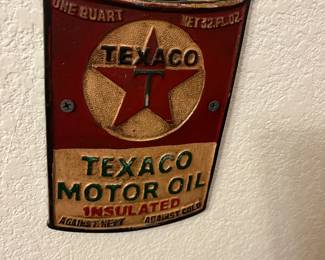 ONE QUART NET 32 FL. OZ.
TEXACO
T
TEXACO
MOTOR OIL
INSULATED
AGAINST HEAT AGAINST COLD